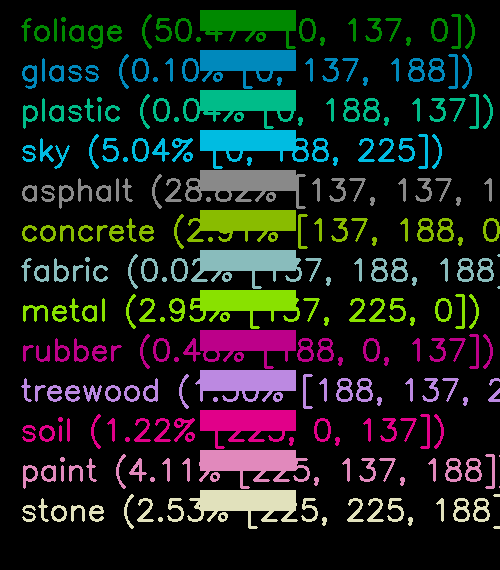 foliage (50.47% [0, 137, 0])
glass (0.10% [0, 137, 188])
plastic (0.04% [0, 188, 137])
sky (5.04% [0, 188, 225])
asphalt (28.82% [137, 137, 1
concrete (2.91% [137, 188, 0
fabric (0.02% [137, 188, 188]
metal (2.95% [137, 225, 0])
rubber (0.48% [188, 0, 137])
treewood (1.30% [188, 137, 2
soil (1.22% [225, 0, 137])
paint (4.11% [225, 137, 188]
stone (2.53% [225, 225, 188]